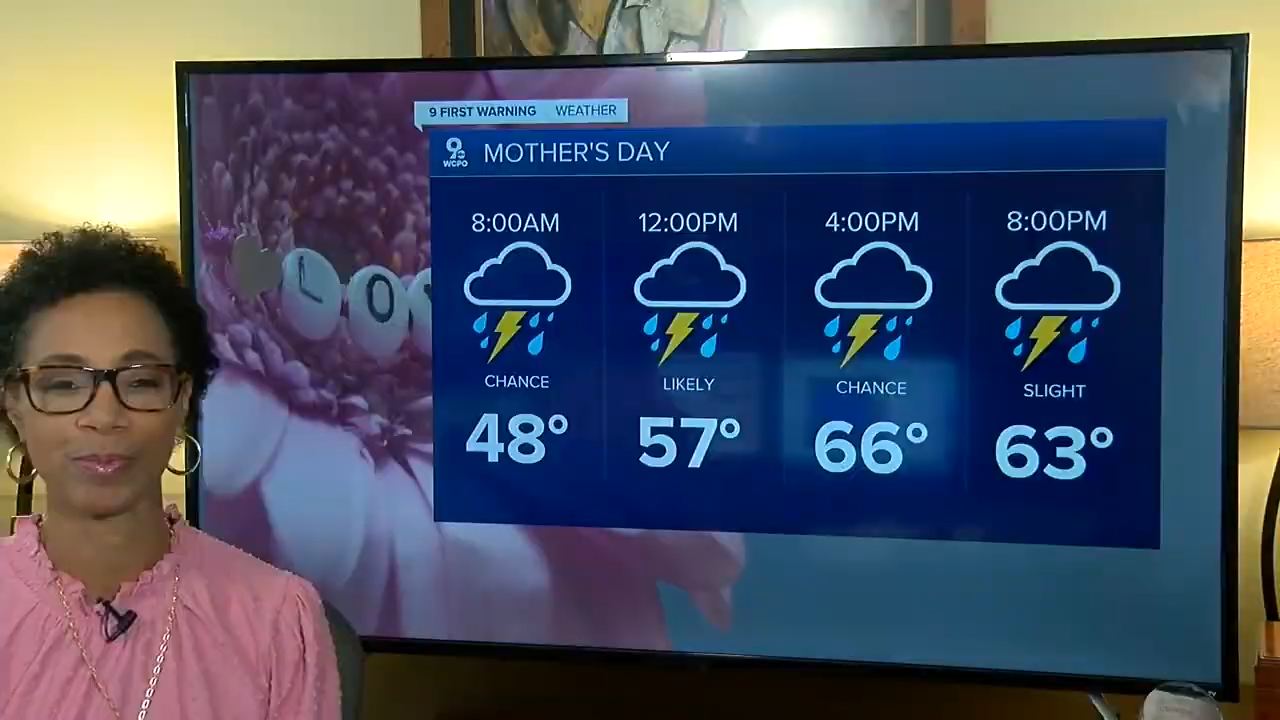 9 FIRST WARNING WEATHER
9
WCPO
MOTHER'S DAY
8:00AM 12:00PM 4:00PM 8:00PM
LO
CHANCE LIKELY CHANCE SLIGHT
48° 57° 66° 63°